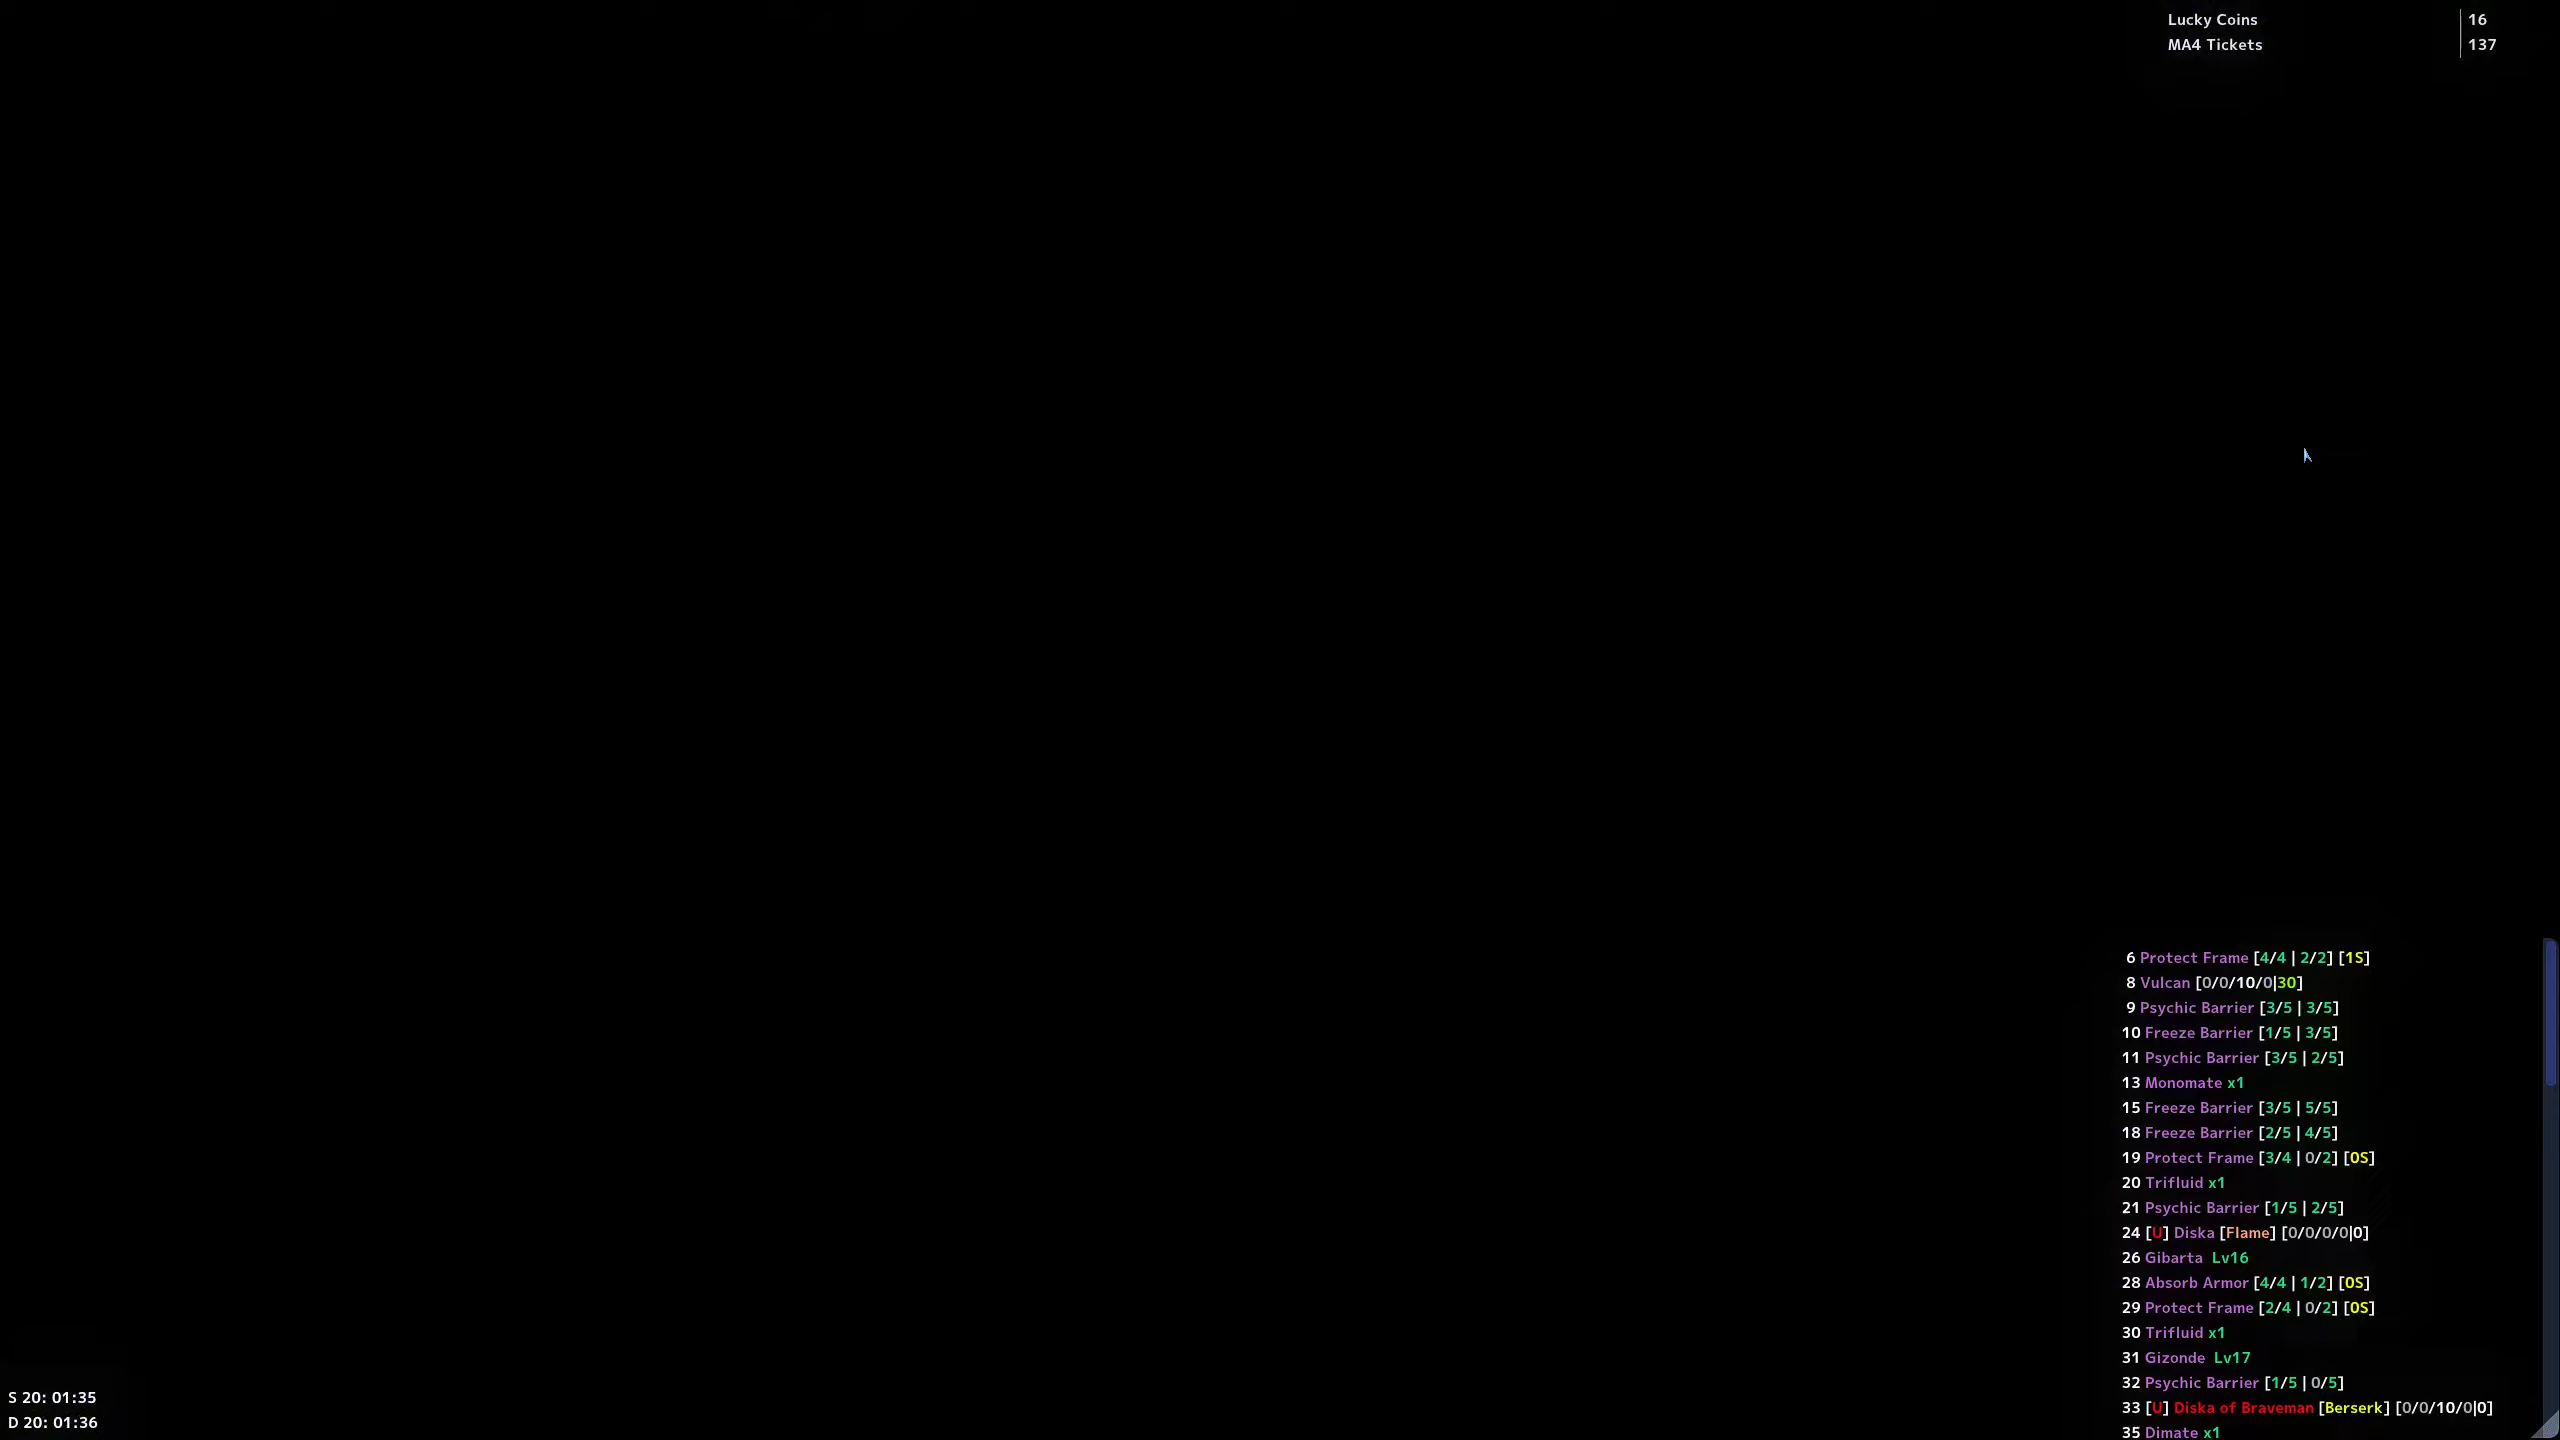 Lucky Coins 16
MA4 Tickets 137
6 Protect Frame [4/4 | 2/2] [1S]
8 Vulcan [0/0/10/0|30]
9 Psychic Barrier [3/5 | 3/5]
10 Freeze Barrier [1/5 | 3/5]
11 Psychic Barrier [3/5 | 2/5]
13 Monomate x1
15 Freeze Barrier [3/5 | 5/5]
18 Freeze Barrier [2/5 | 4/5]
19 Protect Frame [3/4 | 0/2] [0S]
20 Trifluid x1
21 Psychic Barrier [1/5 | 2/5]
24 [U] Diska [Flame] [0/0/0/0|0]
26 Gibarta Lv16
28 Absorb Armor [4/4 | 1/2] [0S]
29 Protect Frame [2/4 | 0/2] [0S]
30 Trifluid x1
31 Gizonde Lv17
32 Psychic Barrier [1/5 | 0/5]
33 [U] Diska of Braveman [Berserk] [0/0/10/0|0]
35 Dimate x1
S 20: 01:35
D 20: 01:36